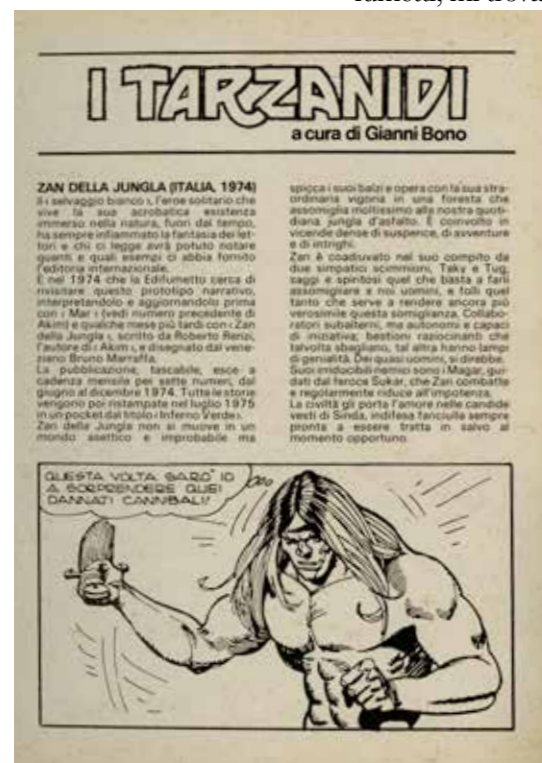 I TARZANIDI
a cura di Gianni Bono
ZAN DELLA JUNGLA (ITALIA, 1974)
Il ‹ selvaggio bianco ›, l'eroe solitario che
vive la sua acrobatica esistenza
immerso nella natura, fuori dal tempo,
ha sempre infiammato la fantasia dei let-
tori e chi ci legge avrà potuto notare
quanti e quali esempi ci abbia fornito
l'editoria internazionale.
È nel 1974 che la Edifumetto cerca di
rivisitare questo prototipo narrativo,
interpretandolo e aggiornandolo prima
con ‹ Mar › (vedi numero precedente di
Akim) e qualche mese più tardi con ‹ Zan
della Jungla ›, scritto da Roberto Renzi,
l'autore di ‹ Akim ›, e disegnato dal vene-
ziano Bruno Marraffa.
La pubblicazione, tascabile, esce a
cadenza mensile per sette numeri, dal
giugno al dicembre 1974. Tutte le storie
vengono poi ristampate nel luglio 1975
in un pocket dal titolo ‹ Inferno Verde ›.
Zan della Jungla non si muove in un
mondo asettico e improbabile ma
spicca i suoi balzi e opera con la sua stra-
ordinaria vigoria in una foresta che
assomiglia moltissimo alla nostra quoti-
diana jungla d'asfalto. È coinvolto in
vicende dense di suspence, di avventure
e di intrighi.
Zan è coadiuvato nel suo compito da
due simpatici scimmioni, Taky e Tug,
saggi e spiritosi quel che basta a farli
assomigliare a noi uomini, e folli quel
tanto che serve a rendere ancora più
verosimile questa somiglianza. Collabo-
ratori subalterni, ma autonomi e capaci
di iniziativa; bestioni raziocinanti che
talvolta sbagliano, tal altra hanno lampi
di genialità. Dei quasi uomini, si direbbe.
Suoi irriducibili nemici sono i Magar, gui-
dati dal feroce Sukar, che Zan combatte
e regolarmente riduce all'impotenza.
La civiltà gli porta l'amore nelle candide
vesti di Sinda, indifesa fanciulla sempre
pronta a essere tratta in salvo al
momento opportuno.
QUESTA VOLTA SARO' IO
A SORPRENDERE QUEI
DANNATI CANNIBALI!